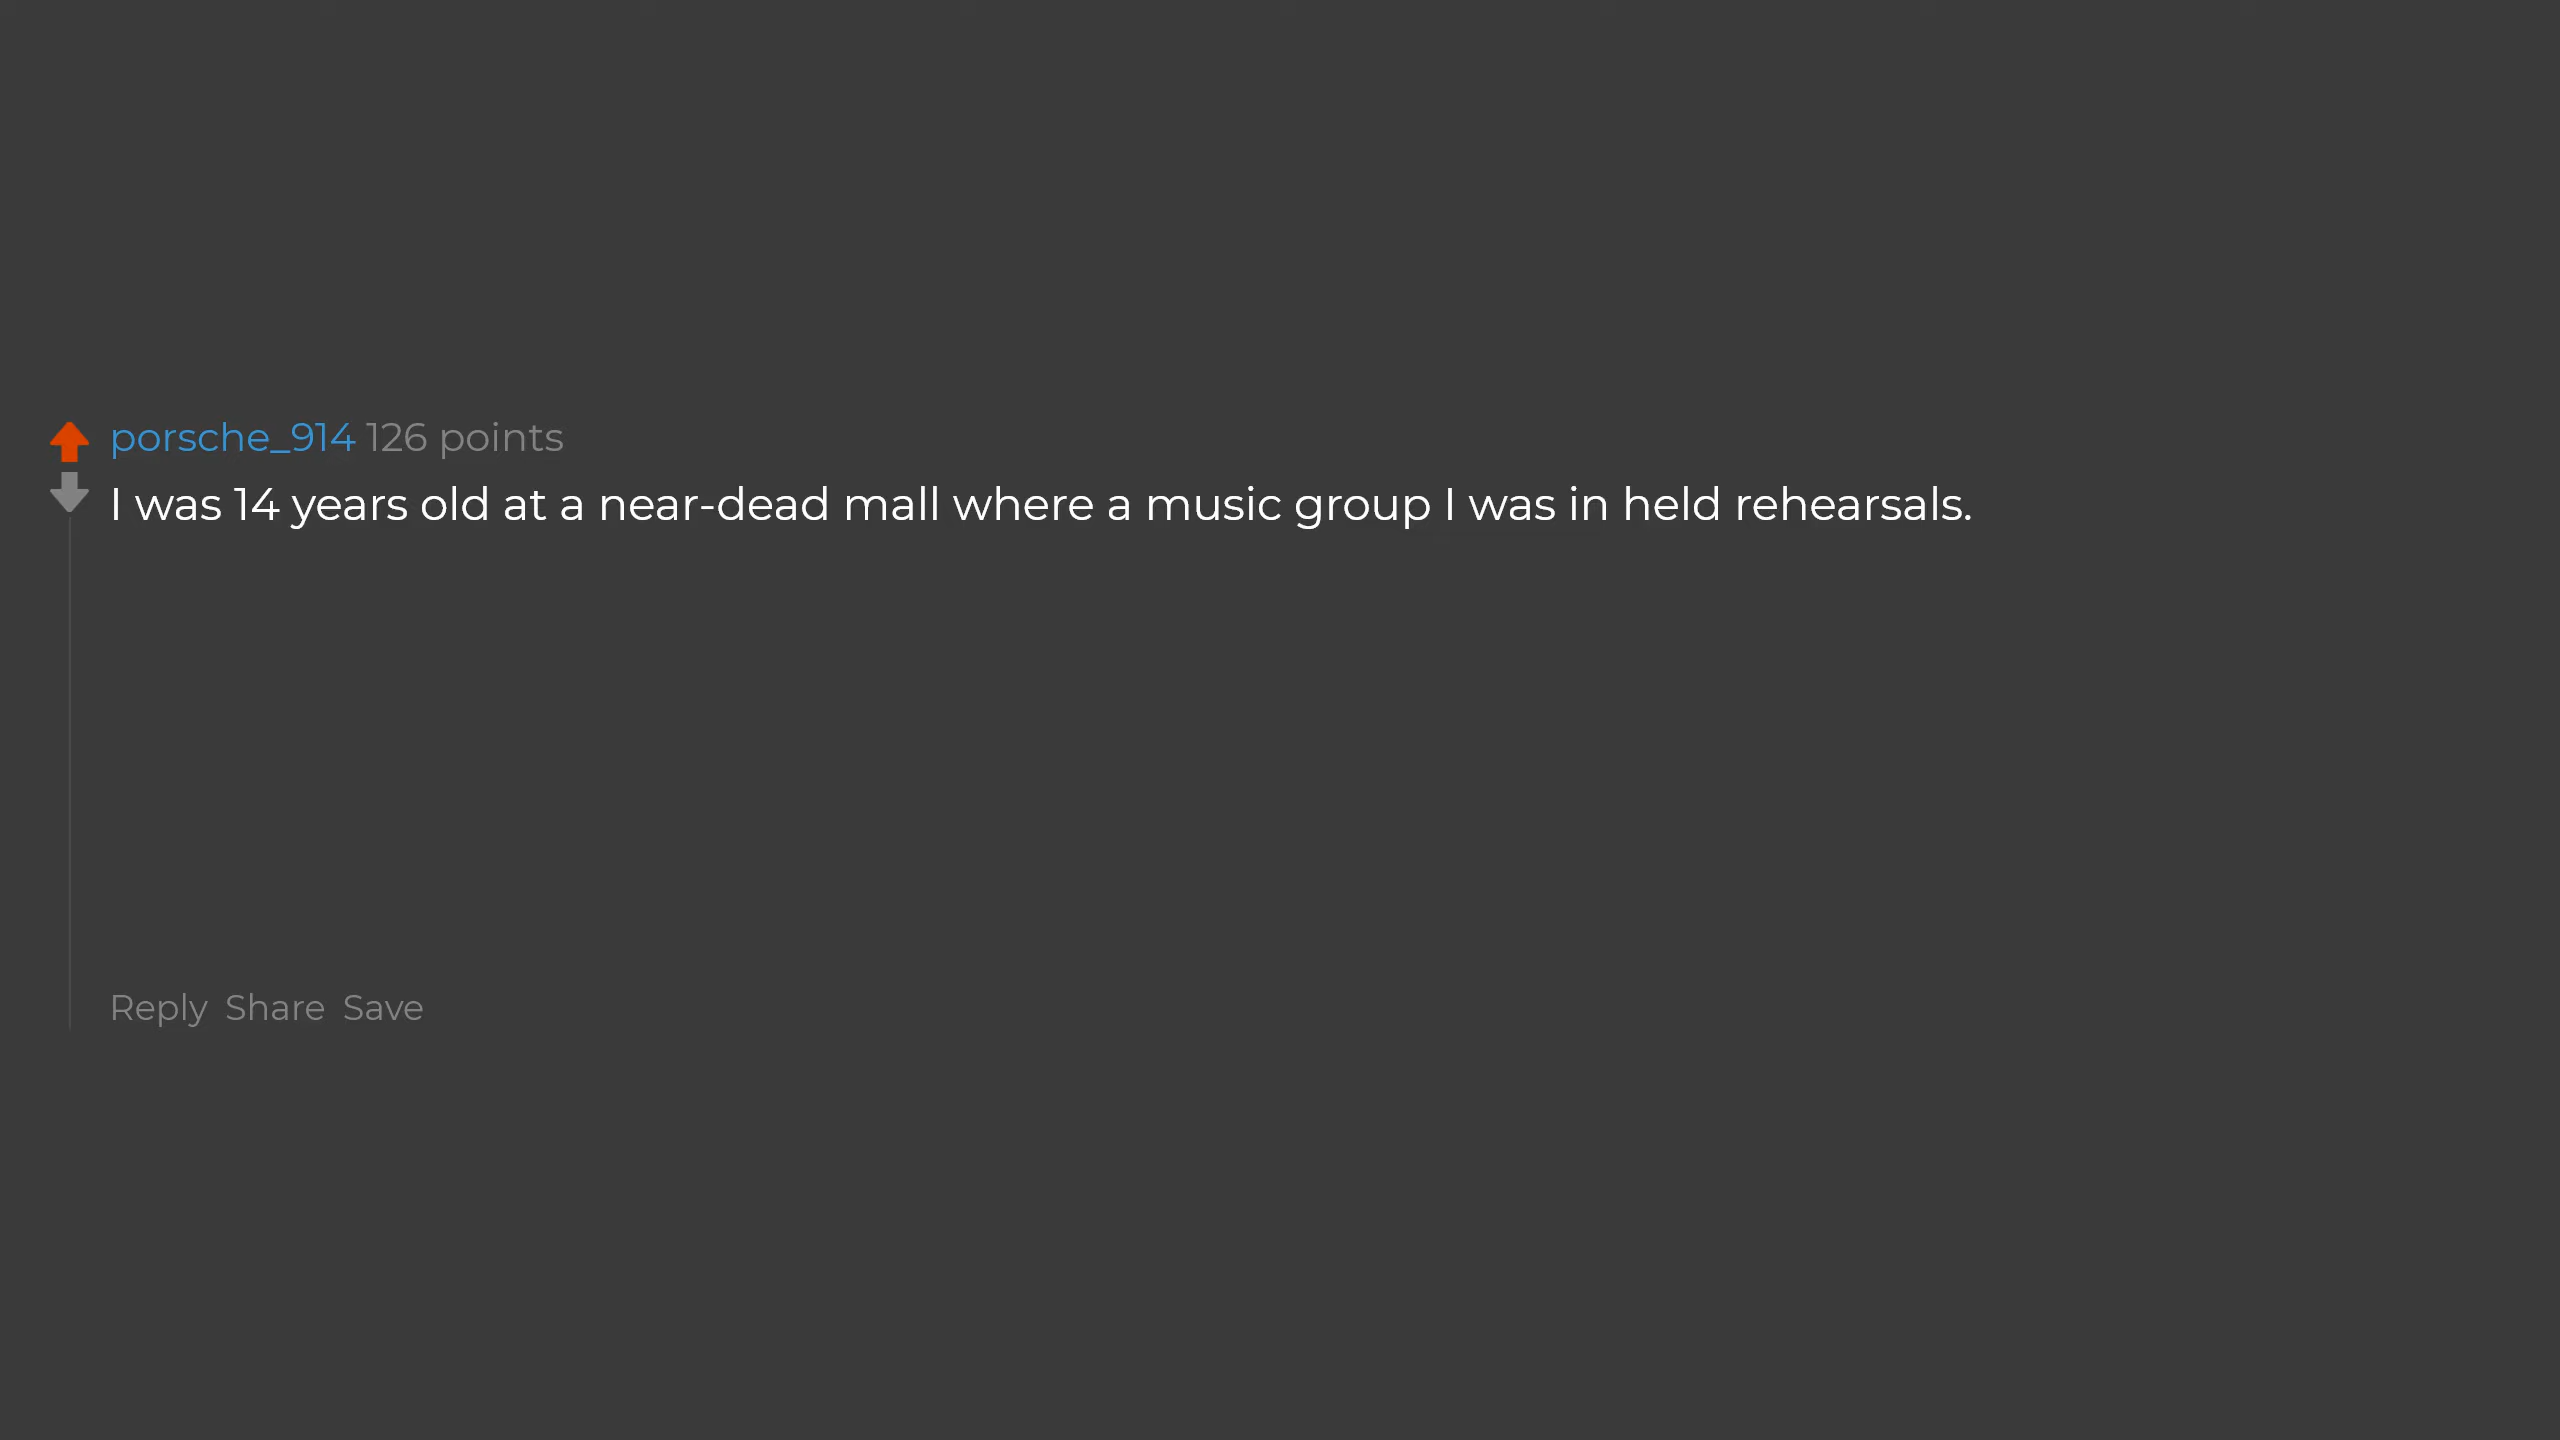 porsche_914 126 points
I was 14 years old at a near-dead mall where a music group I was in held rehearsals.
Reply Share Save